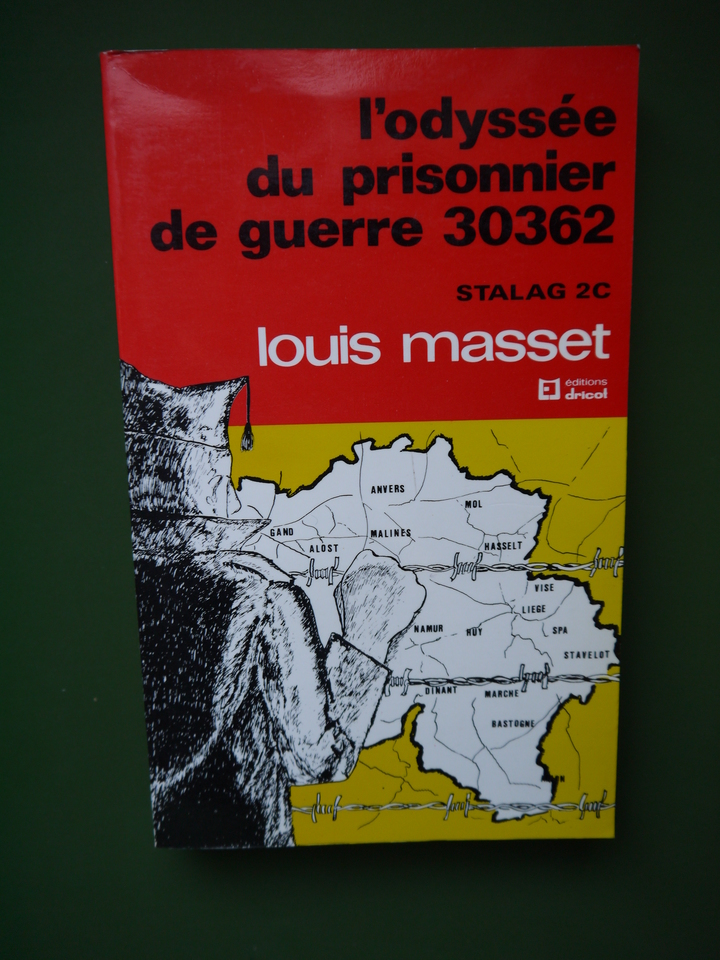 l'odyssée
du prisonnier
de guerre 30362
STALAG 2C
louis masset
éditions
dricot
ANVERS
MOL
GAND
MALINES
ALOST
HASSELT
VISE
LIEGE
NAMUR
HUY
SPA
STAVELOT
DINANT
MARCHE
BASTOGNE